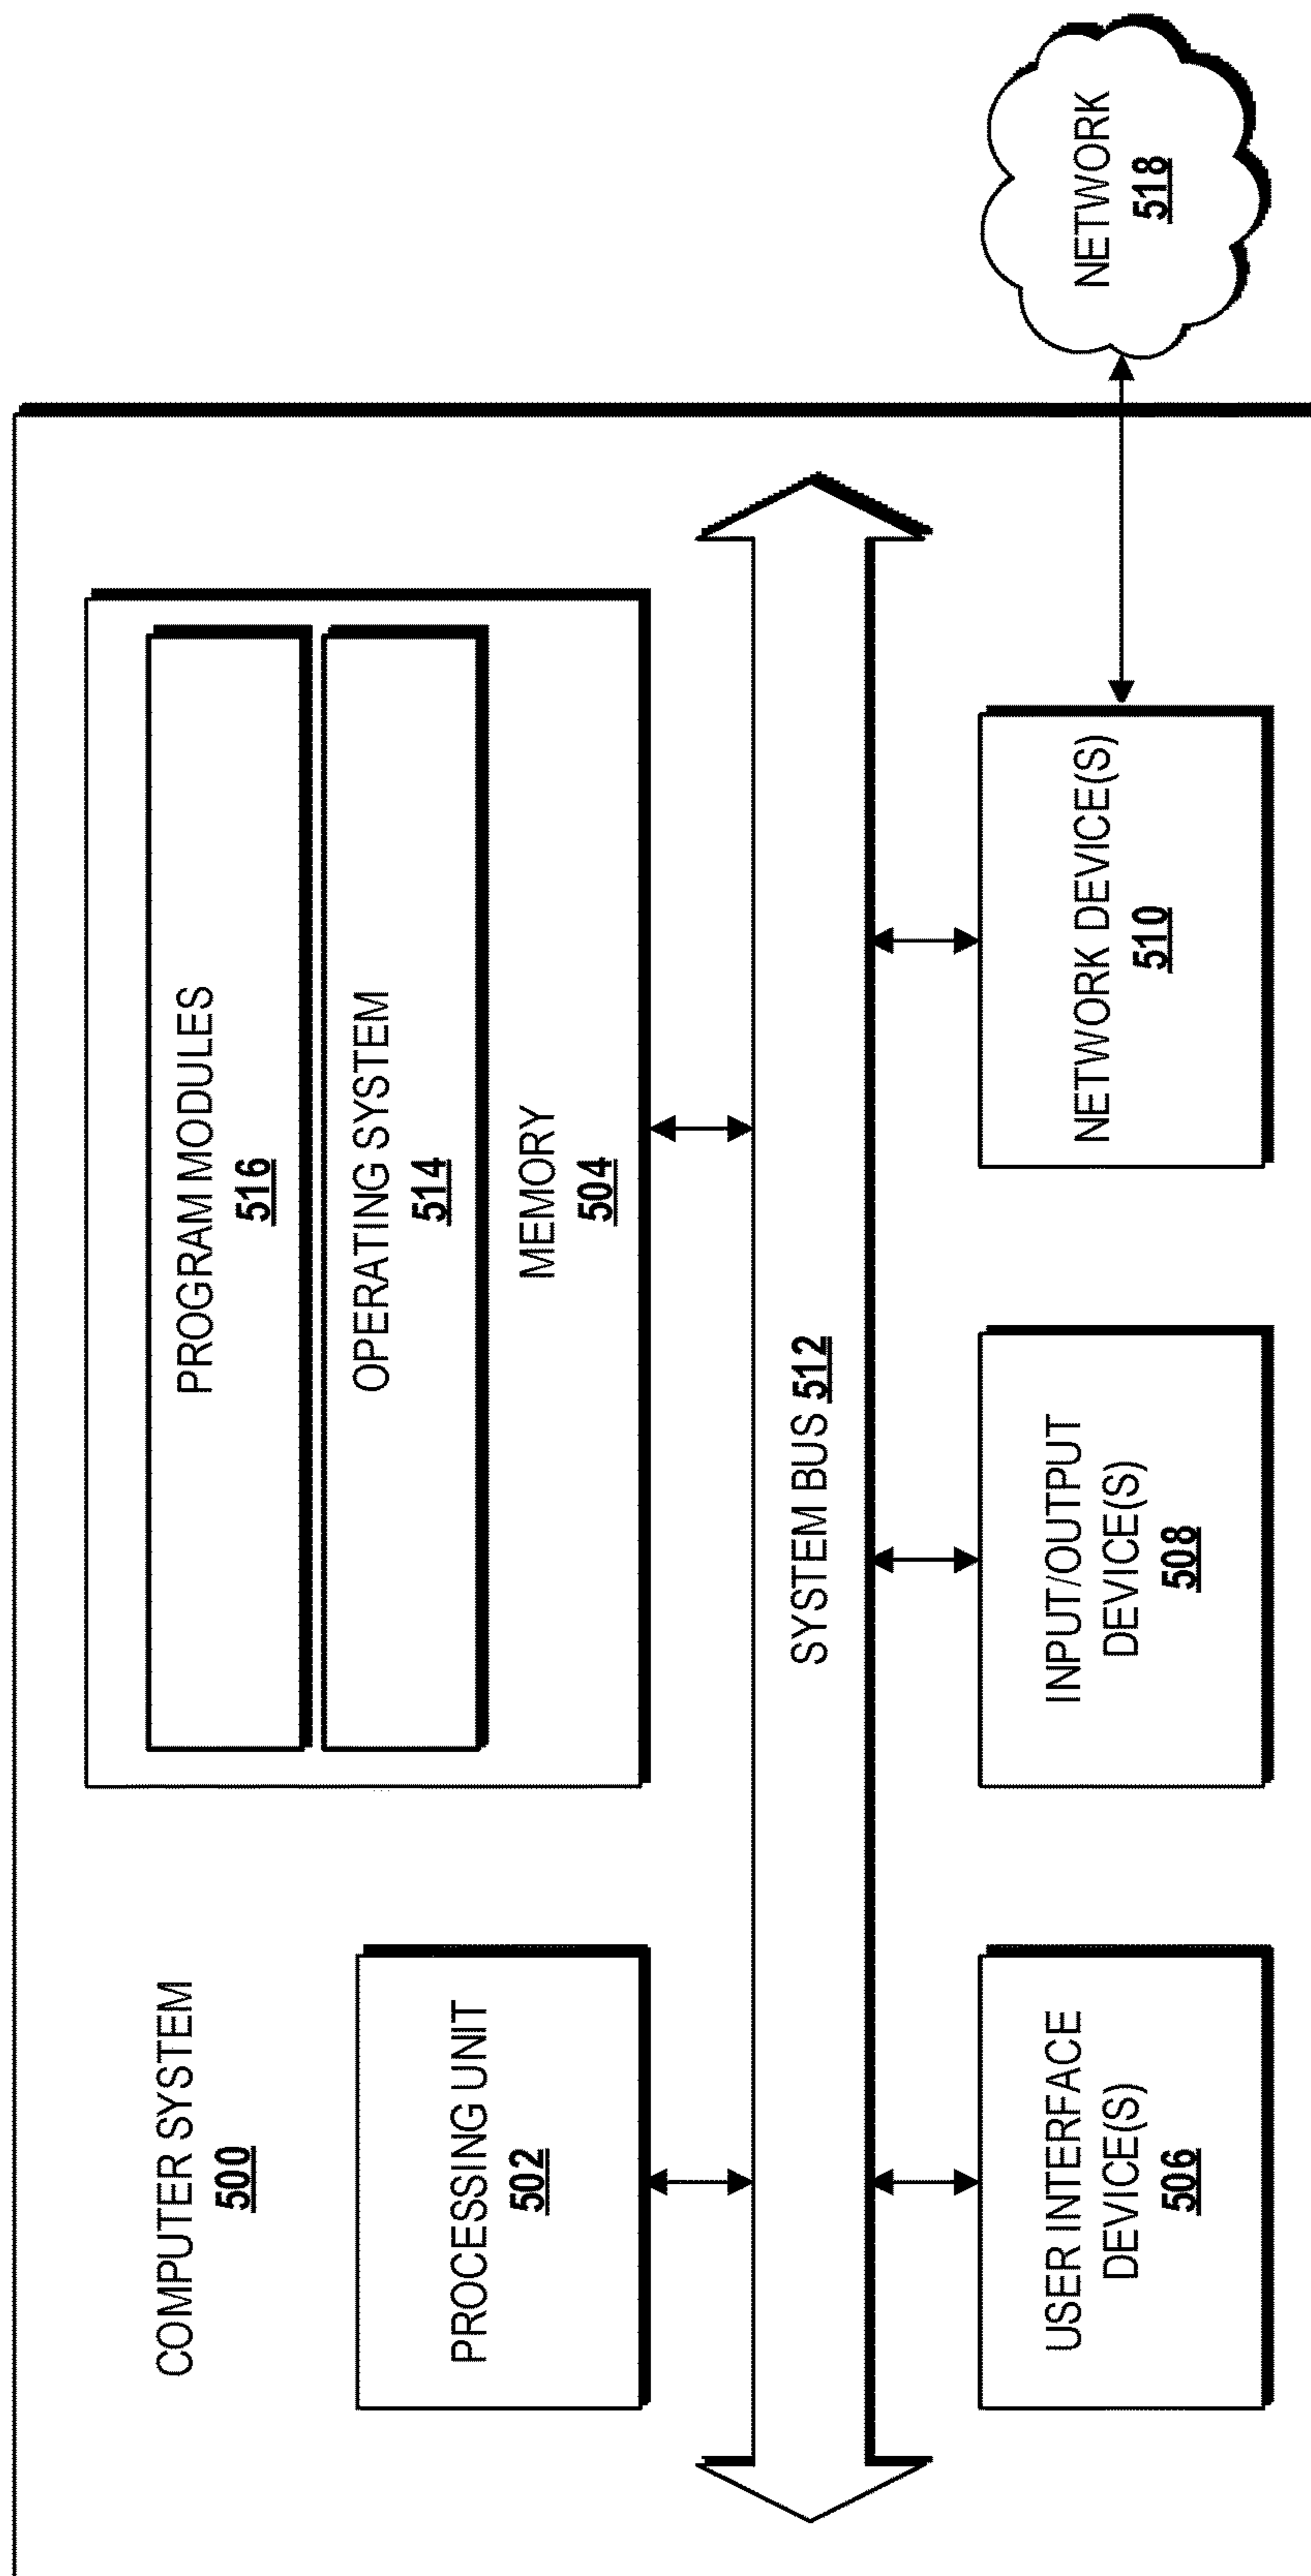 COMPUTER SYSTEM
500
PROCESSING UNIT
502
PROGRAM MODULES
516
OPERATING SYSTEM
514
MEMORY
504
SYSTEM BUS 512
USER INTERFACE
DEVICE(S)
506
INPUT/OUTPUT
DEVICE(S)
508
NETWORK DEVICE(S)
510
NETWORK
518